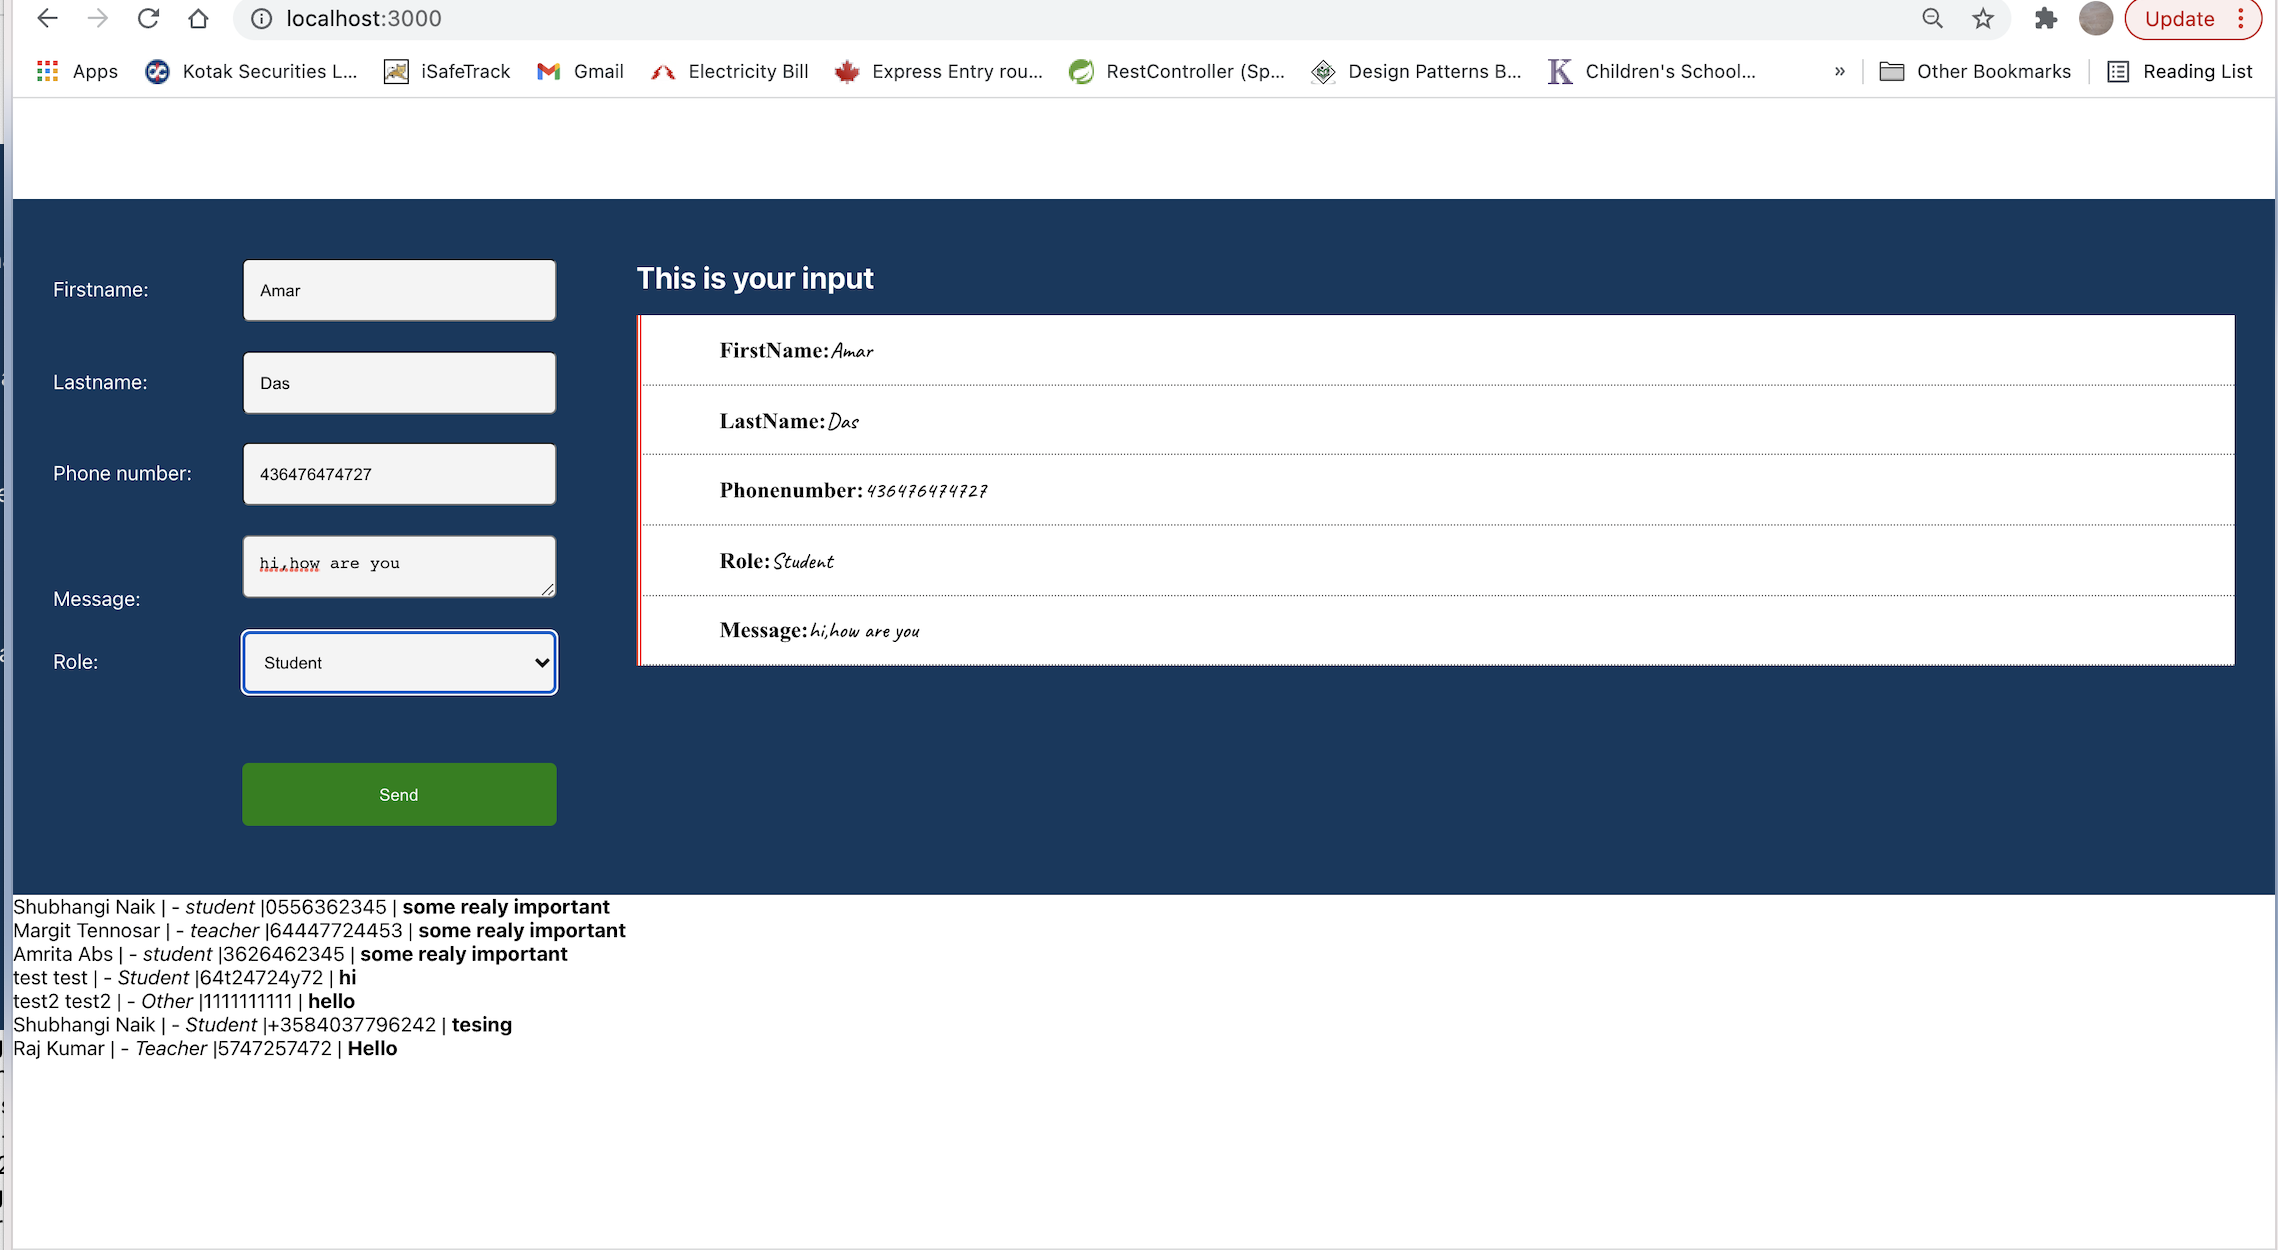 localhost:3000
Update
Apps Kotak Securities L... iSafeTrack Gmail Electricity Bill Express Entry rou... RestController (Sp... Design Patterns B... Children's School... » Other Bookmarks Reading List
Firstname: Amar
Lastname: Das
Phone number: 436476474727
Message: hi,how are you
Role: Student
Send
This is your input
FirstName:Amar
LastName:Das
Phonenumber:436476474727
Role:Student
Message:hi,how are you
Shubhangi Naik | - student |0556362345 | some realy important
Margit Tennosar | - teacher |64447724453 | some realy important
Amrita Abs | - student |3626462345 | some realy important
test test | - Student |64t24724y72 | hi
test2 test2 | - Other |1111111111 | hello
Shubhangi Naik | - Student |+3584037796242 | tesing
Raj Kumar | - Teacher |5747257472 | Hello